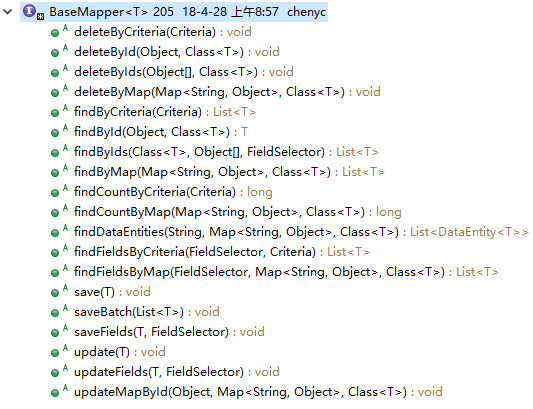 BaseMapper<T> 205 18-4-28 上午8:57 chenyc
deleteByCriteria(Criteria) : void
deleteById(Object, Class<T>) : void
deleteByIds(Object[], Class<T>) : void
deleteByMap(Map<String, Object>, Class<T>) : void
findByCriteria(Criteria) : List<T>
findById(Object, Class<T>) : T
findByIds(Class<T>, Object[], FieldSelector) : List<T>
findByMap(Map<String, Object>, Class<T>) : List<T>
findCountByCriteria(Criteria) : long
findCountByMap(Map<String, Object>, Class<T>) : long
findDataEntities(String, Map<String, Object>, Class<T>) : List<DataEntity<T>>
findFieldsByCriteria(FieldSelector, Criteria) : List<T>
findFieldsByMap(FieldSelector, Map<String, Object>, Class<T>) : List<T>
save(T) : void
saveBatch(List<T>) : void
saveFields(T, FieldSelector) : void
update(T) : void
updateFields(T, FieldSelector) : void
updateMapById(Object, Map<String, Object>, Class<T>) : void